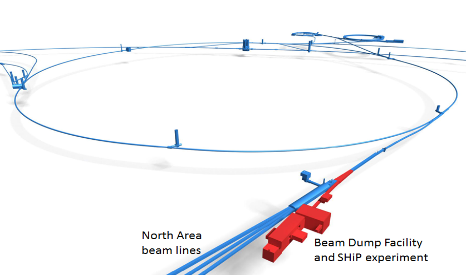 North Area
beam lines
Beam Dump Facility
and SHiP experiment